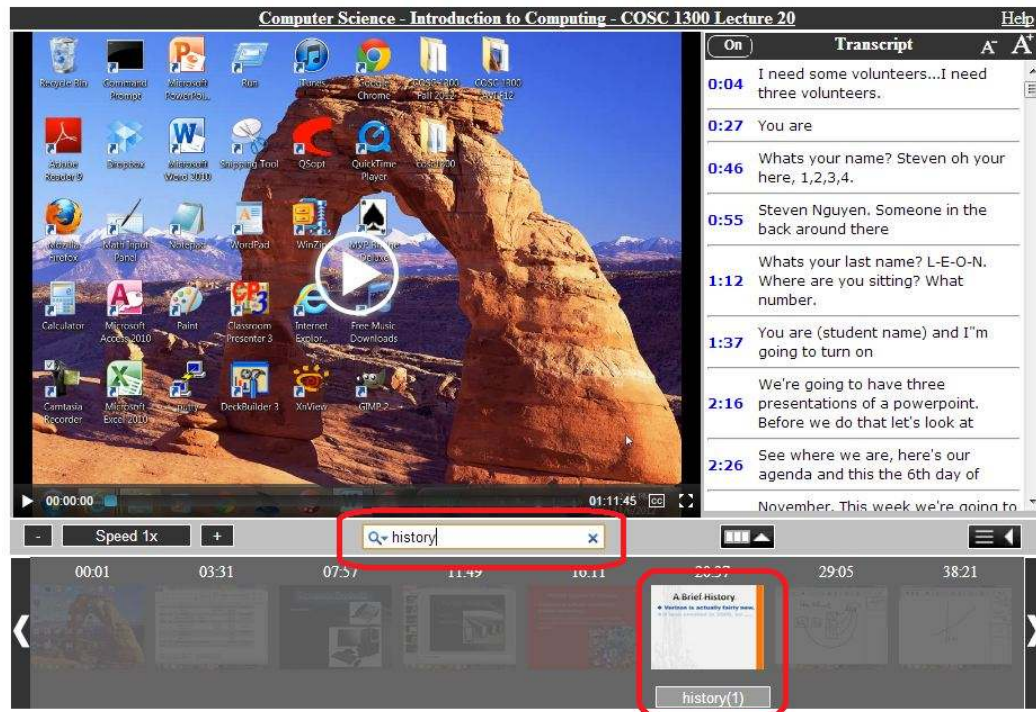 Computer Science - Introduction to Computing - COSC 1300 Lecture 20
Help
Recycle Bin
Command Prompt
Microsoft PowerPoi...
Run
iTunes
Google Chrome
COSC 1300 Fall 2012
COSC 1300
Adobe Reader 9
Dropbox
Microsoft Word 2010
Snipping Tool
QSopt
QuickTime Player
cosc1300
Mozilla Firefox
Math Input Panel
Notepad
WordPad
WinZip
Calculator
Microsoft Access 2010
Paint
Classroom Presenter 3
Internet Explor...
Free Music Downloads
Camtasia Recorder
Microsoft Excel 2010
putty
DeckBuilder 3
XnView
GIMP 2
00:00:00
01:11:45
CC
On
Transcript
A-
A+
0:04
I need some volunteers...I need
three volunteers.
0:27
You are
0:46
Whats your name? Steven oh your
here, 1,2,3,4.
0:55
Steven Nguyen. Someone in the
back around there
1:12
Whats your last name? L-E-O-N.
Where are you sitting? What
number.
1:37
You are (student name) and I"m
going to turn on
2:16
We're going to have three
presentations of a powerpoint.
Before we do that let's look at
2:26
See where we are, here's our
agenda and this the 6th day of
November. This week we're going to
-
Speed 1x
+
history
x
00:01
03:31
07:57
11:49
16:11
20:37
29:05
38:21
A Brief History
Verizon is actually fairly new.
history(1)